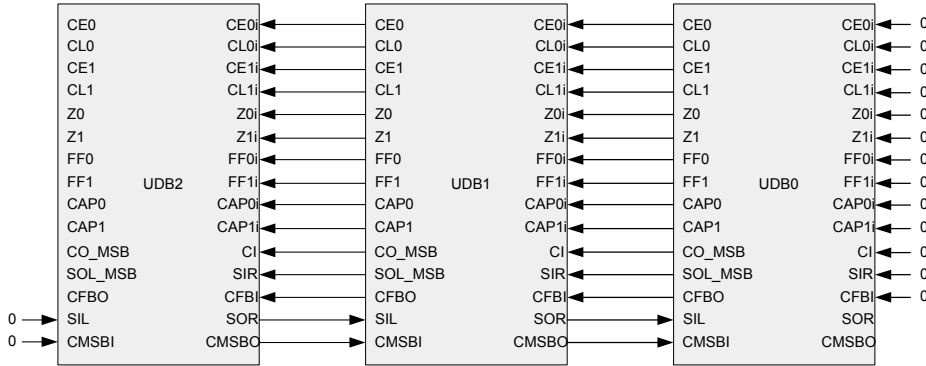 CE0 CE0i CE0 CE0i CE0 CE0i 0
CL0 CL0i CL0 CL0i CL0 CL0i 0
CE1 CE1i CE1 CE1i CE1 CE1i 0
CL1 CL1i CL1 CL1i CL1 CL1i 0
Z0 Z0i Z0 Z0i Z0 Z0i 0
Z1 Z1i Z1 Z1i Z1 Z1i 0
FF0 FF0i FF0 FF0i FF0 FF0i 0
FF1 UDB2 FF1i FF1 UDB1 FF1i FF1 UDB0 FF1i 0
CAP0 CAP0i CAP0 CAP0i CAP0 CAP0i 0
CAP1 CAP1i CAP1 CAP1i CAP1 CAP1i 0
CO_MSB CI CO_MSB CI CO_MSB CI 0
SOL_MSB SIR SOL_MSB SIR SOL_MSB SIR 0
CFBO CFBI CFBO CFBI CFBO CFBI 0
0 SIL SOR SIL SOR SIL SOR
0 CMSBI CMSBO CMSBI CMSBO CMSBI CMSBO